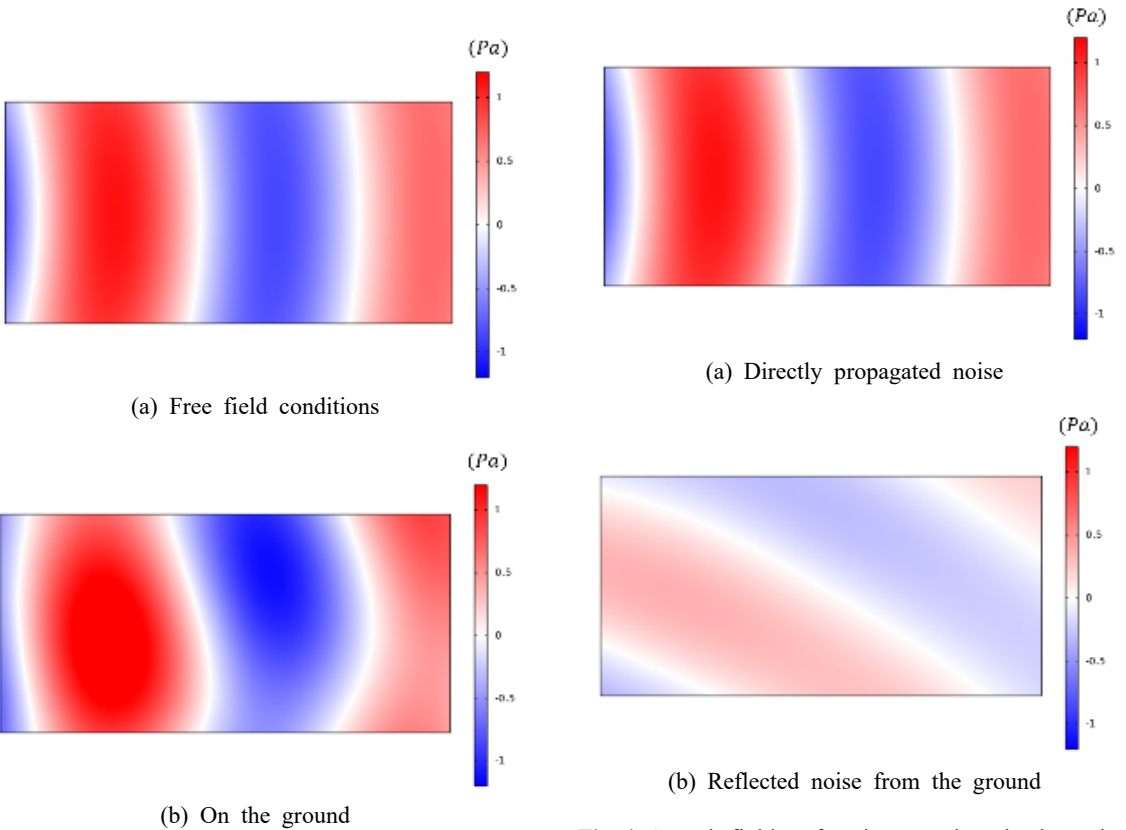 (Pa)
1
0.5
0
-0.5
-1
(a) Free field conditions
(Pa)
1
0.5
0
-0.5
-1
(b) On the ground
(Pa)
1
0.5
0
-0.5
-1
(a) Directly propagated noise
(Pa)
1
0.5
0
-0.5
-1
(b) Reflected noise from the ground